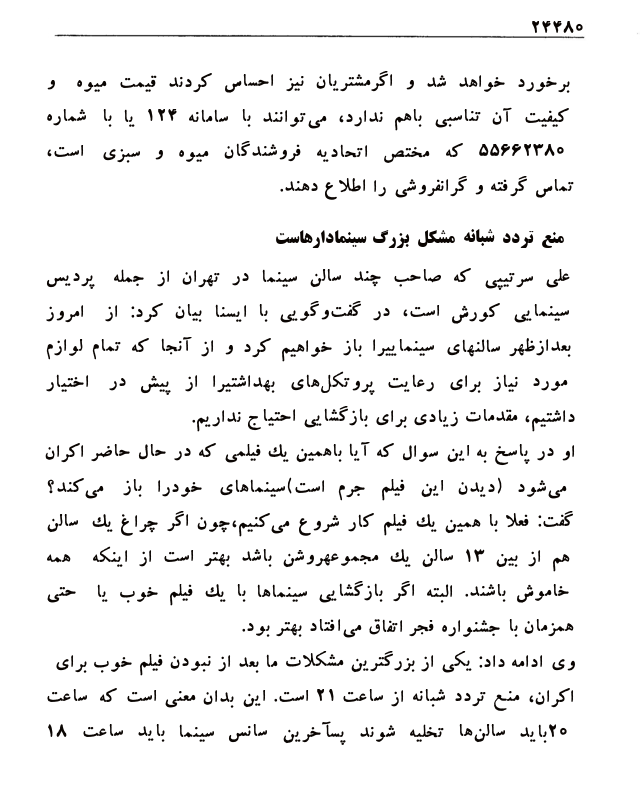 ۲۴۴۸۰
برخورد خواهد شد و اگرمشتریان نیز احساس کردند قیمت میوه و
کیفیت آن تناسبی باهم ندارد، می‌توانند با سامانه ۱۲۴ یا با شماره
۵۵۶۶۲۳۸۰ که مختص اتحادیه فروشندگان میوه و سبزی است،
تماس گرفته و گرانفروشی را اطلاع دهند.
منع تردد شبانه مشکل بزرگ سینمادارهاست
علی سرتیپی که صاحب چند سالن سینما در تهران از جمله پردیس
سینمایی کورش است، در گفت‌وگویی با ایسنا بیان کرد: از امروز
بعدازظهر سالنهای سینماییرا باز خواهیم کرد و از آنجا که تمام لوازم
مورد نیاز برای رعایت پروتکل‌های بهداشتیرا از پیش در اختیار
داشتیم، مقدمات زیادی برای بازگشایی احتیاج نداریم.
او در پاسخ به این سوال که آیا باهمین یك فیلمی که در حال حاضر اکران
می‌شود (دیدن این فیلم جرم است)سینماهای خودرا باز می‌کند؟
گفت: فعلا با همین یك فیلم کار شروع می‌کنیم،چون اگر چراغ یك سالن
هم از بین ۱۳ سالن یك مجموعهروشن باشد بهتر است از اینکه همه
خاموش باشند. البته اگر بازگشایی سینماها با یك فیلم خوب یا حتی
همزمان با جشنواره فجر اتفاق می‌افتاد بهتر بود.
وی ادامه داد: یکی از بزرگترین مشکلات ما بعد از نبودن فیلم خوب برای
اکران، منع تردد شبانه از ساعت ۲۱ است. این بدان معنی است که ساعت
۲۰باید سالن‌ها تخلیه شوند پسآخرین سانس سینما باید ساعت ۱۸